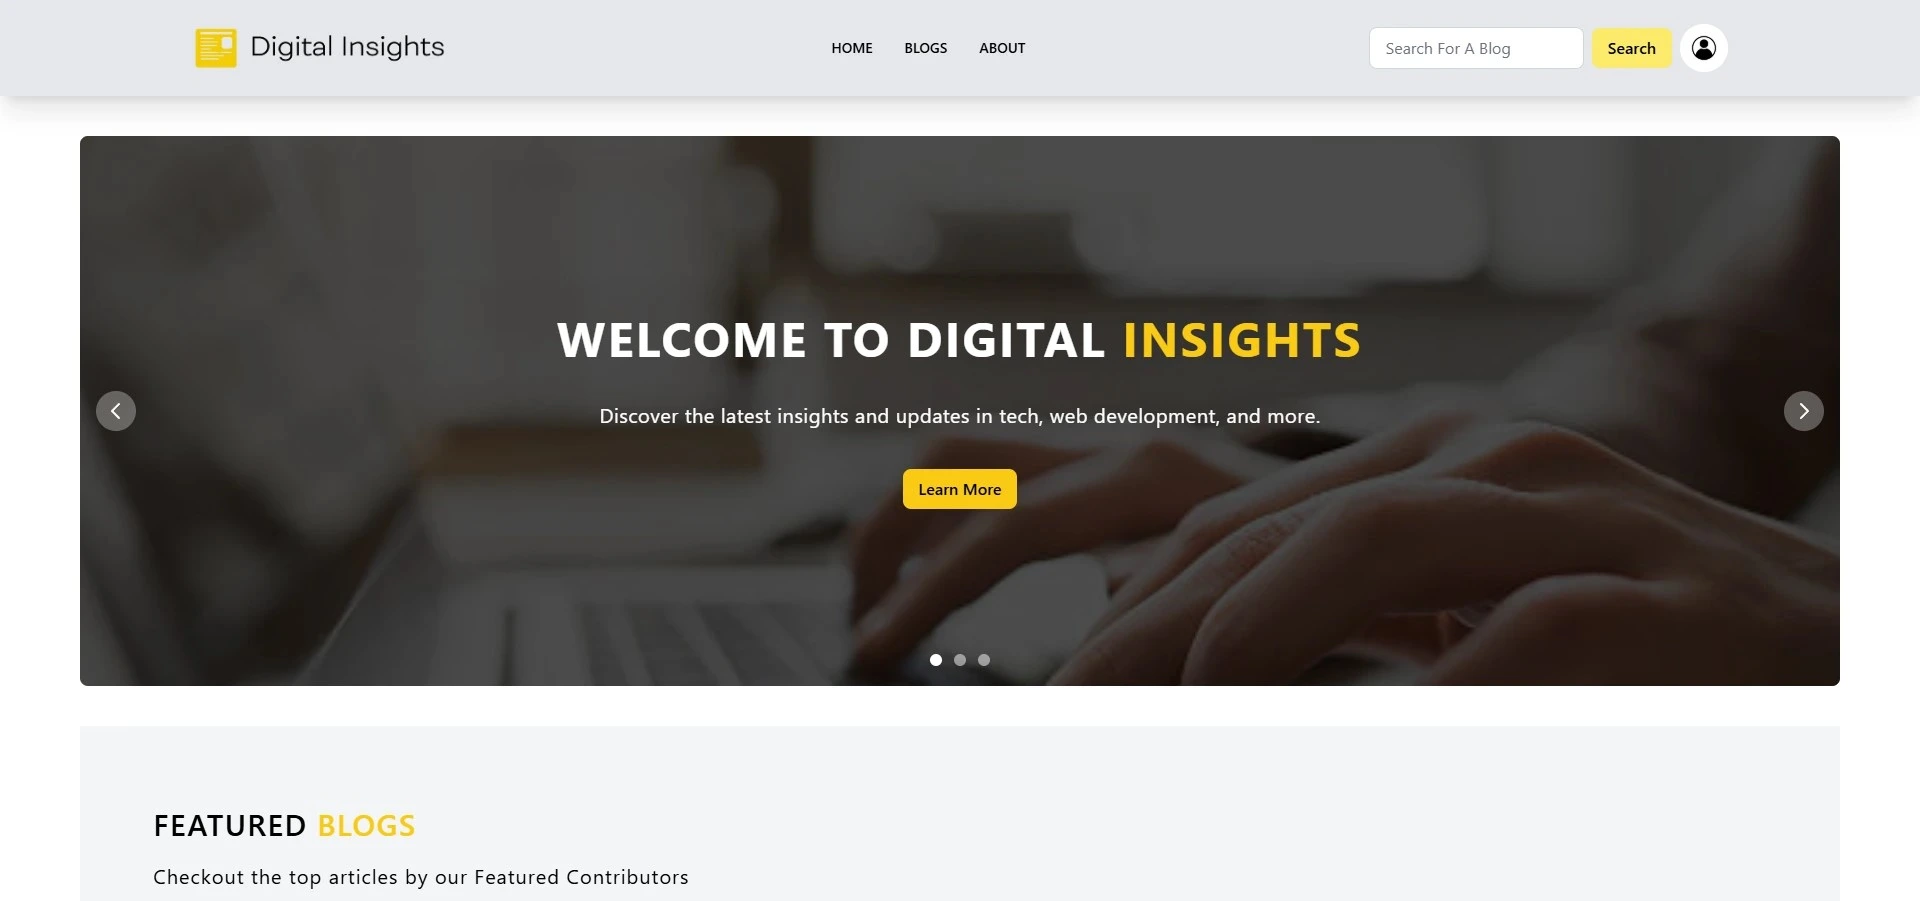 Digital Insights
HOME BLOGS ABOUT
Search For A Blog
Search
WELCOME TO DIGITAL INSIGHTS
Discover the latest insights and updates in tech, web development, and more.
Learn More
FEATURED BLOGS
Checkout the top articles by our Featured Contributors